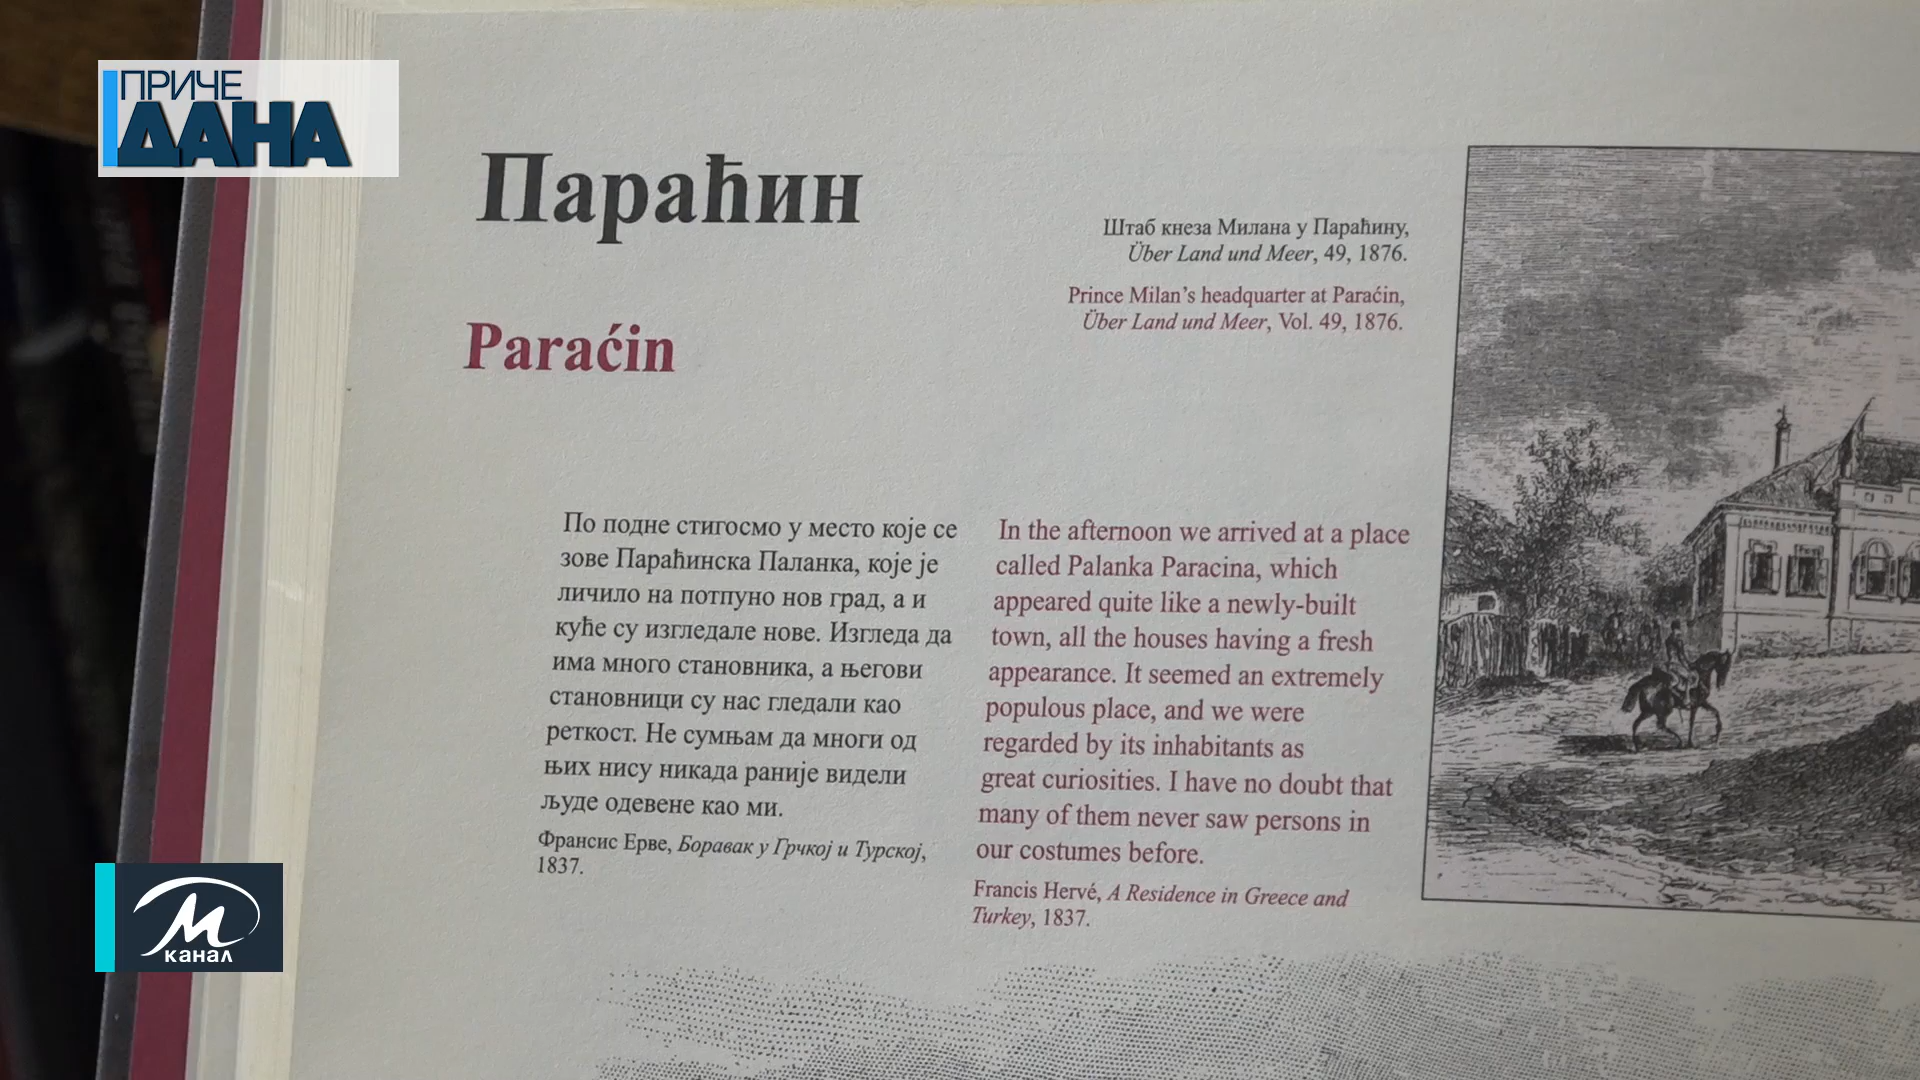 ПРИЧЕ
ДАНА
Параћин
Paraćin
Штаб кнеза Милана у Параћину,
Über Land und Meer, 49, 1876.
Prince Milan’s headquarter at Paraćin,
Über Land und Meer, Vol. 49, 1876.
По подне стигосмо у место које се
зове Параћинска Паланка, које је
личило на потпуно нов град, а и
куће су изгледале нове. Изгледа да
има много становника, а његови
становници су нас гледали као
реткост. Не сумњам да многи од
њих нису никада раније видели
људе одевене као ми.
Франсис Ерве, Боравак у Грчкој и Турској,
1837.
In the afternoon we arrived at a place
called Palanka Paracina, which
appeared quite like a newly-built
town, all the houses having a fresh
appearance. It seemed an extremely
populous place, and we were
regarded by its inhabitants as
great curiosities. I have no doubt that
many of them never saw persons in
our costumes before.
Francis Hervé, A Residence in Greece and
Turkey, 1837.
М
канал